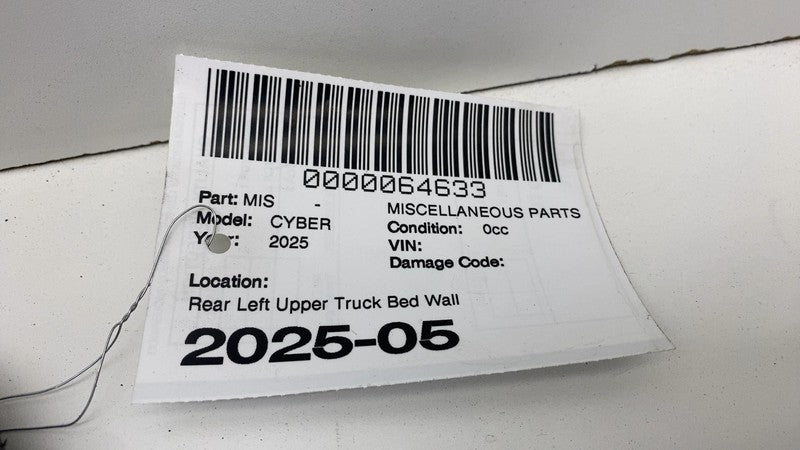 0000064633
Part: MIS - MISCELLANEOUS PARTS
Model: CYBER Condition: 0cc
Year: 2025 VIN:
Damage Code:
Location:
Rear Left Upper Truck Bed Wall
2025-05